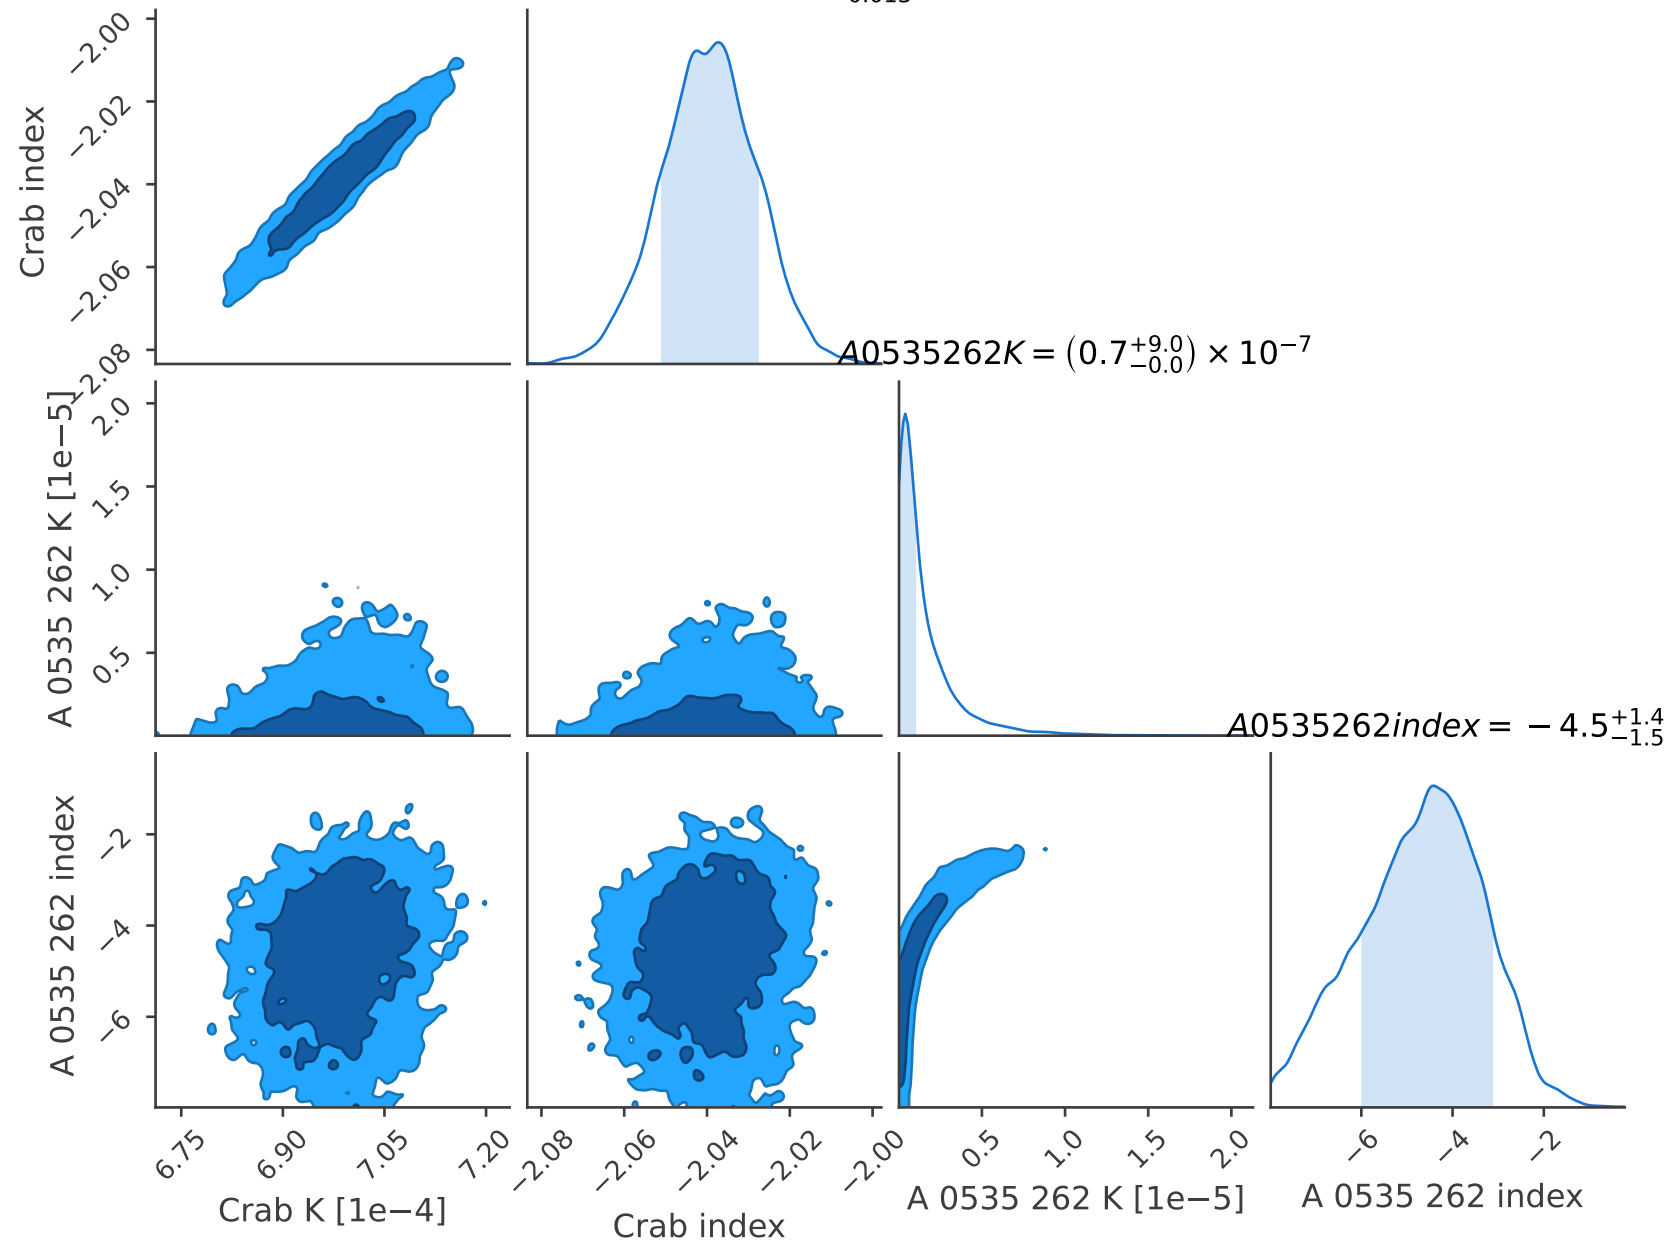 0.013
Crab index
−2.00
−2.02
−2.04
−2.06
−2.08
A0535262K = (0.7 +9.0 −0.0) × 10−7
A 0535 262 K [1e−5]
2.0
1.5
1.0
0.5
A0535262index = −4.5 +1.4 −1.5
A 0535 262 index
−2
−4
−6
6.75 6.90 7.05 7.20 −2.08 −2.06 −2.04 −2.02 −2.00 0.5 1.0 1.5 2.0 −6 −4 −2
Crab K [1e−4] Crab index A 0535 262 K [1e−5] A 0535 262 index